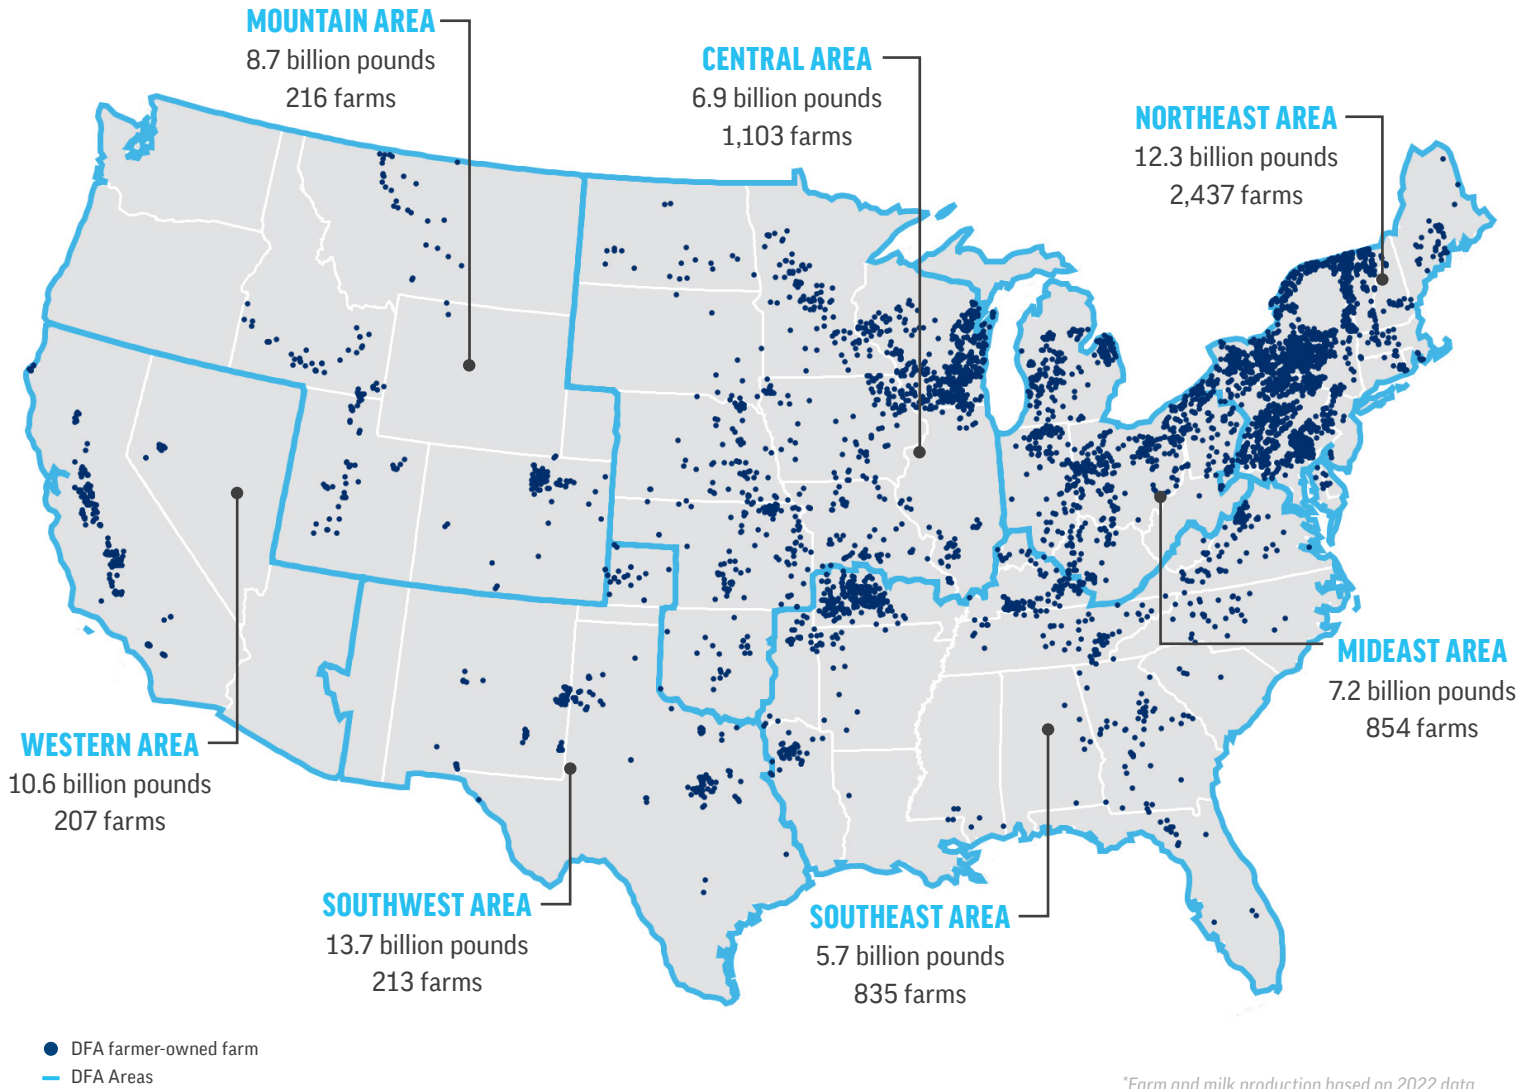 MOUNTAIN AREA
8.7 billion pounds
216 farms
CENTRAL AREA
6.9 billion pounds
1,103 farms
NORTHEAST AREA
12.3 billion pounds
2,437 farms
MIDEAST AREA
7.2 billion pounds
854 farms
WESTERN AREA
10.6 billion pounds
207 farms
SOUTHWEST AREA
13.7 billion pounds
213 farms
SOUTHEAST AREA
5.7 billion pounds
835 farms
DFA farmer-owned farm
DFA Areas
*Farm and milk production based on 2022 data